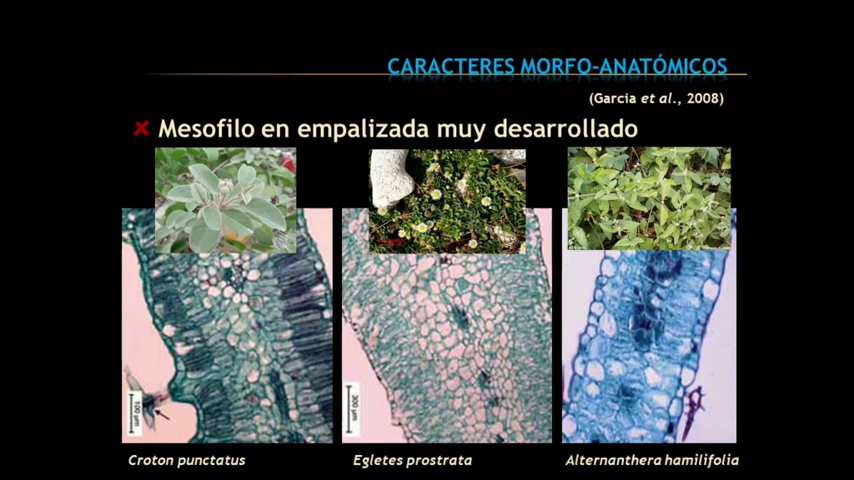 CARACTERES MORFO-ANATÓMICOS
(García et al., 2008)
Mesofilo en empalizada muy desarrollado
100 µm
300 µm
Croton punctatus
Egletes prostrata
Alternanthera hamilifolia